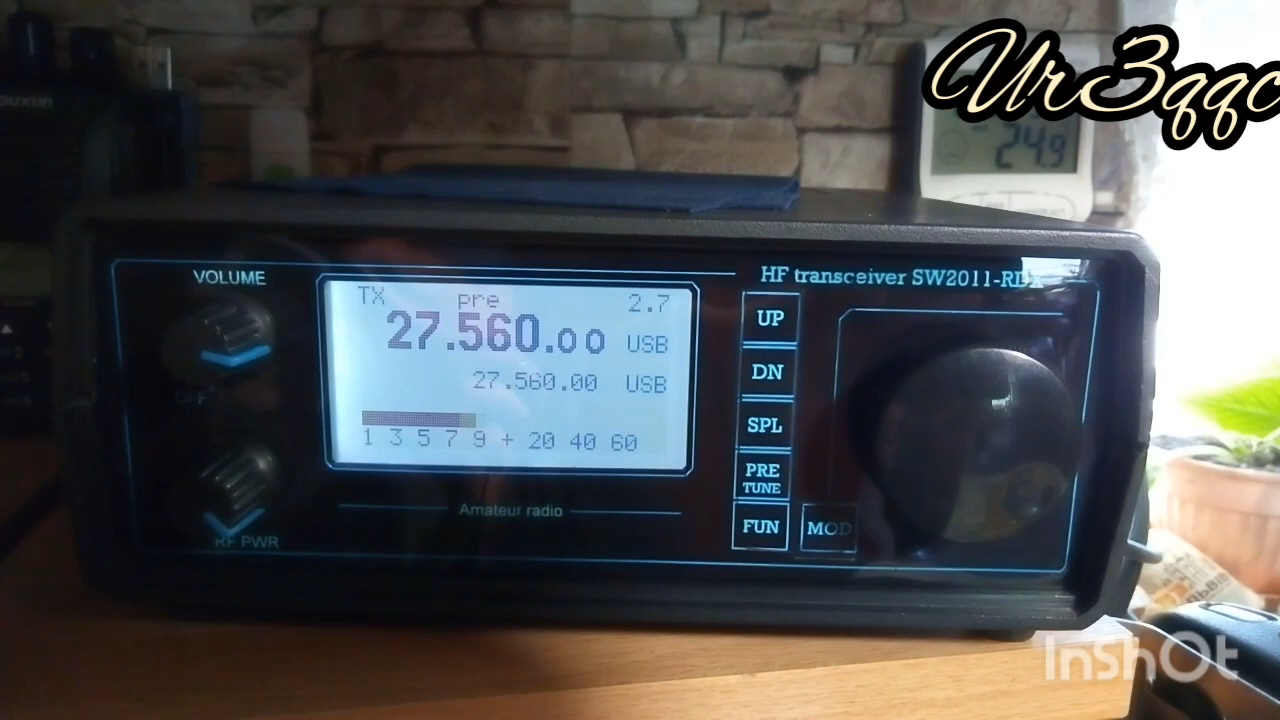 Ur3qqc
24.9
VOLUME
HF transceiver SW2011-RDX
TX pre 2.7
27.560.00 USB
27.560.00 USB
1 3 5 7 9 + 20 40 60
UP
DN
SPL
PRE
TUNE
FUN
MOD
OFF
RF PWR
Amateur radio
InShOt